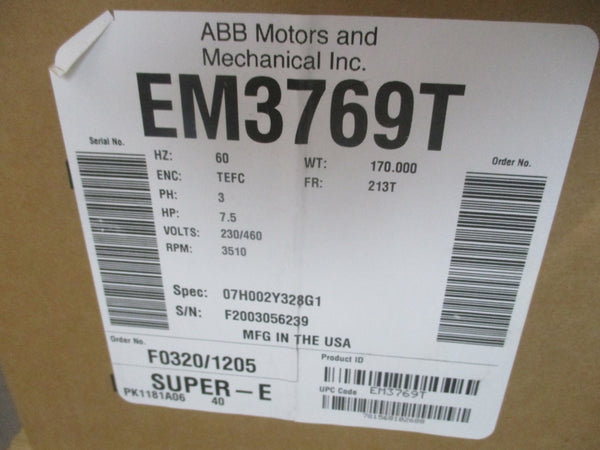 ABB Motors and
Mechanical Inc.
EM3769T
Serial No.
Order No.
HZ: 60 WT: 170.000
ENC: TEFC FR: 213T
PH: 3
HP: 7.5
VOLTS: 230/460
RPM: 3510
Spec: 07H002Y328G1
S/N: F2003056239
MFG IN THE USA
Order No.
F0320/1205
SUPER-E
PK1181A06 40
Product ID
UPC Code EM3769T